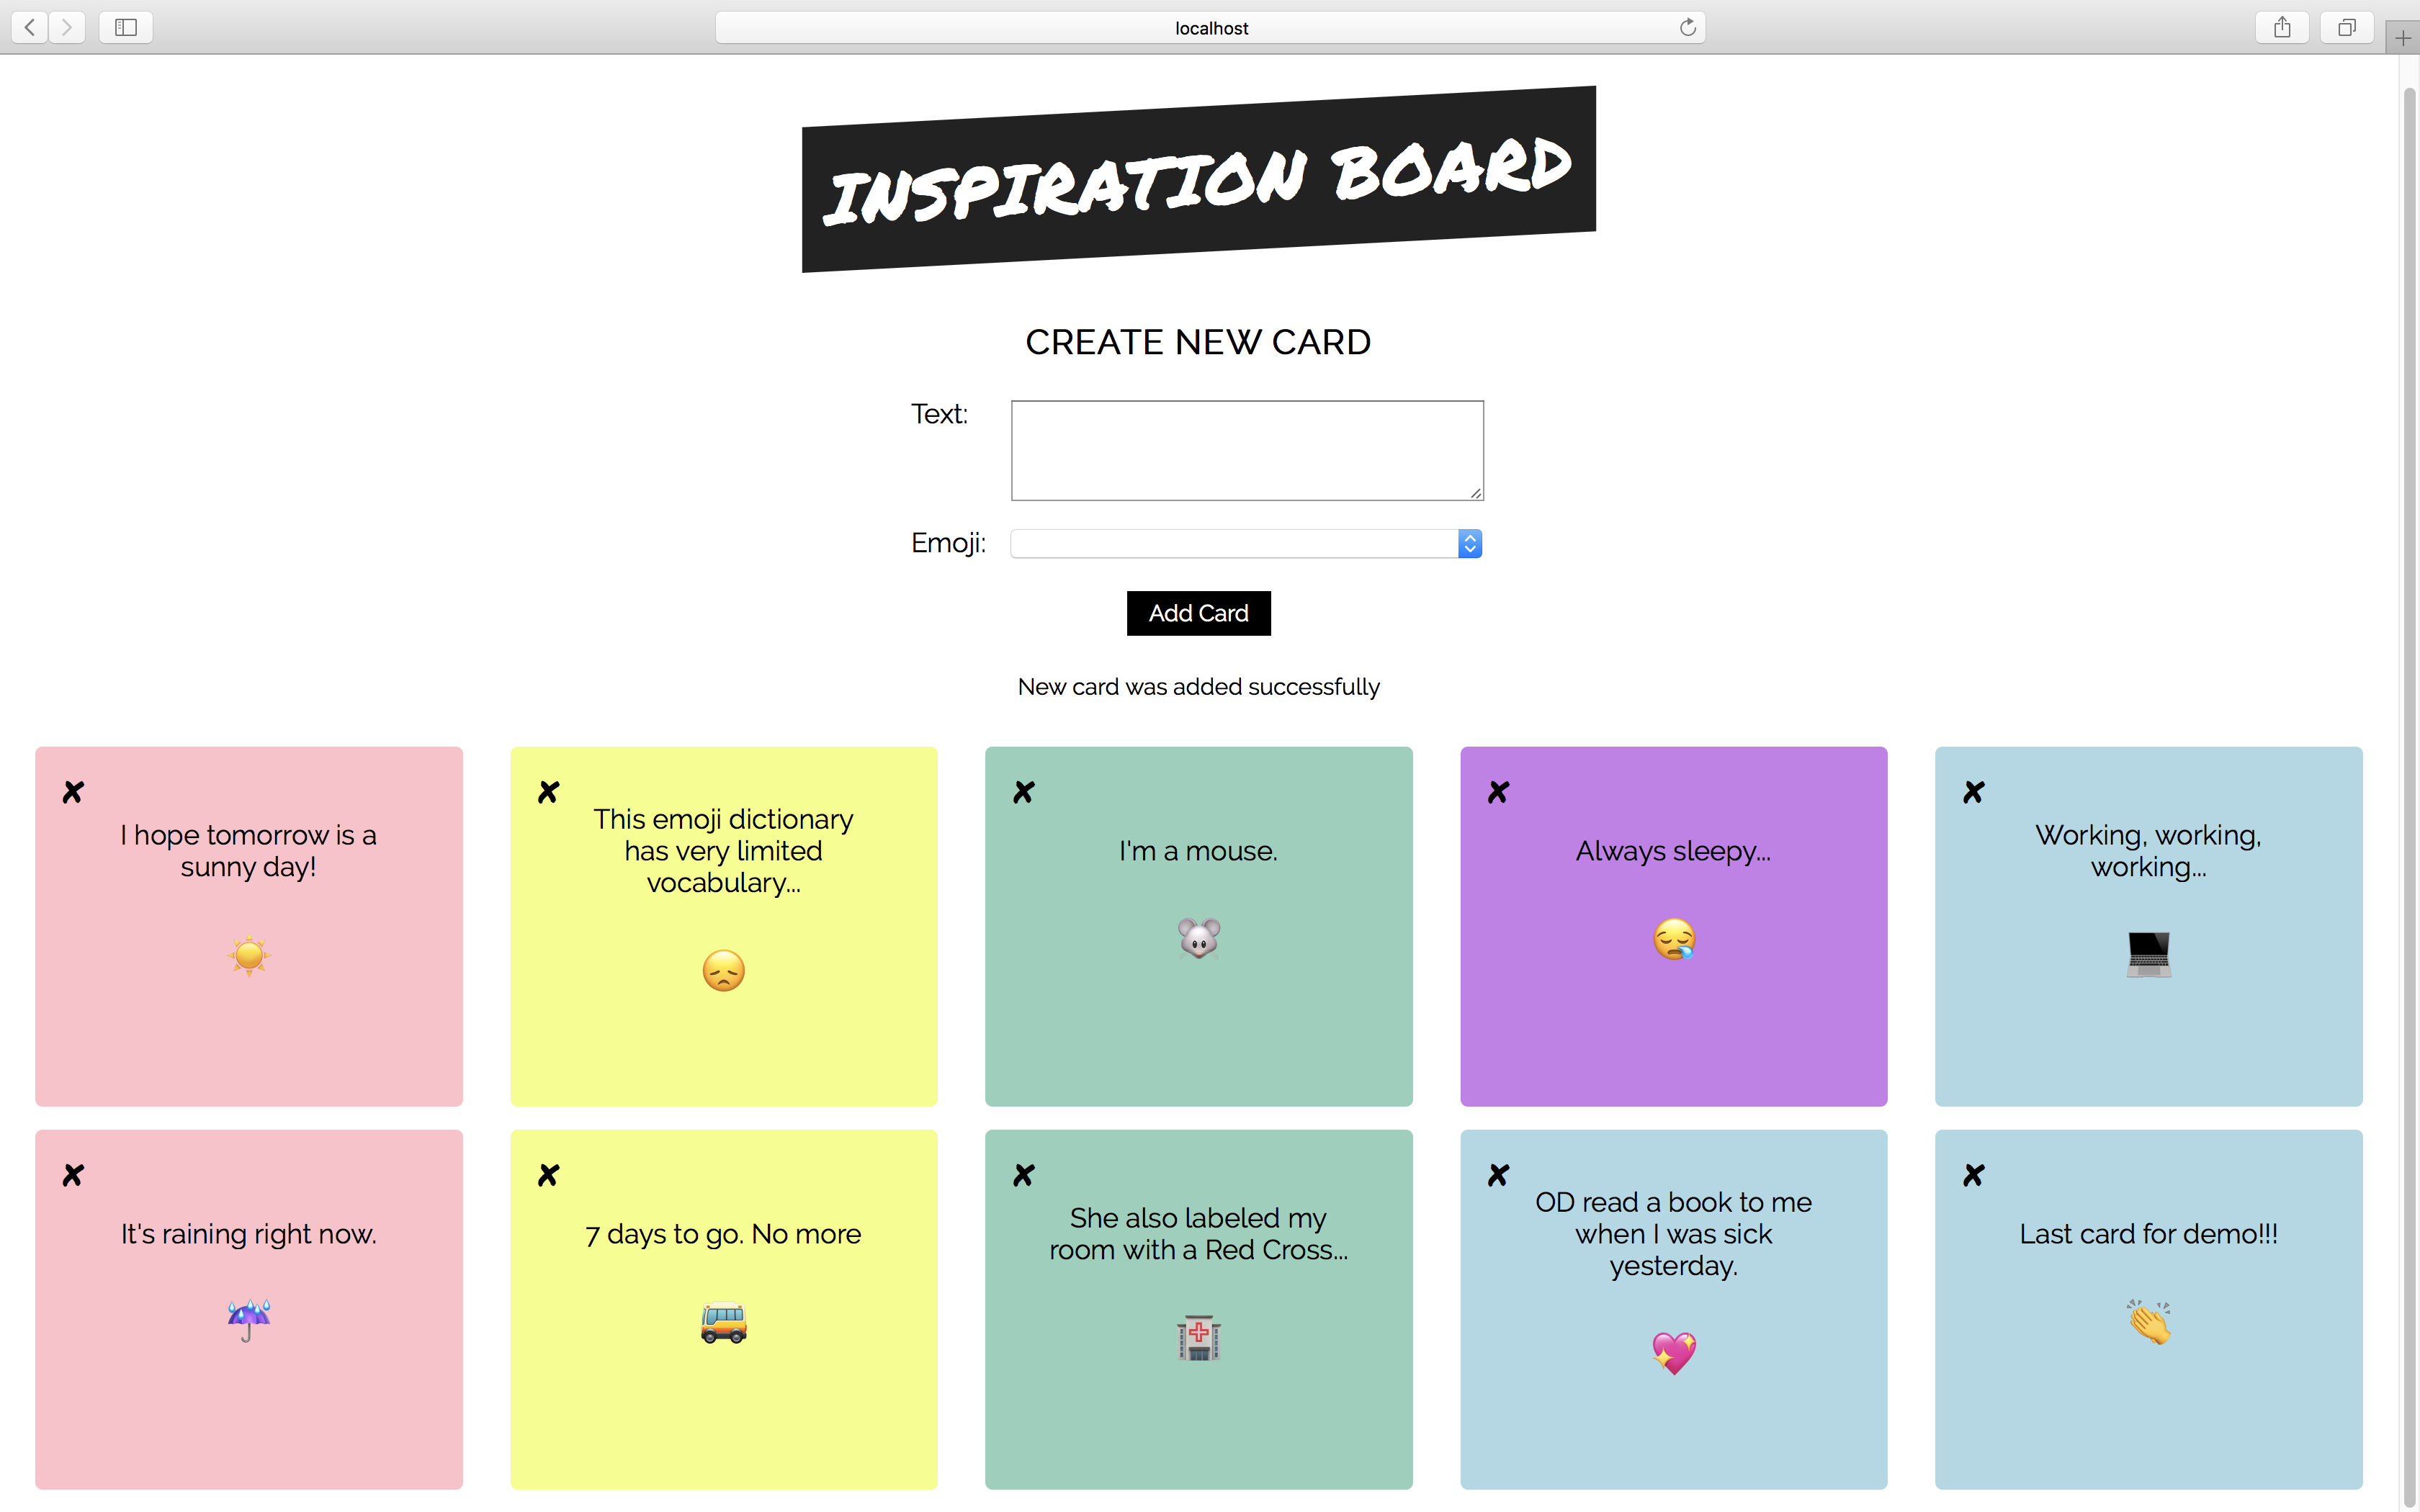 localhost
INSPIRATION BOARD
CREATE NEW CARD
Text:
Emoji:
Add Card
New card was added successfully
I hope tomorrow is a
sunny day!
This emoji dictionary
has very limited
vocabulary...
I'm a mouse.
Always sleepy...
Working, working,
working...
It's raining right now.
7 days to go. No more
She also labeled my
room with a Red Cross...
OD read a book to me
when I was sick
yesterday.
Last card for demo!!!